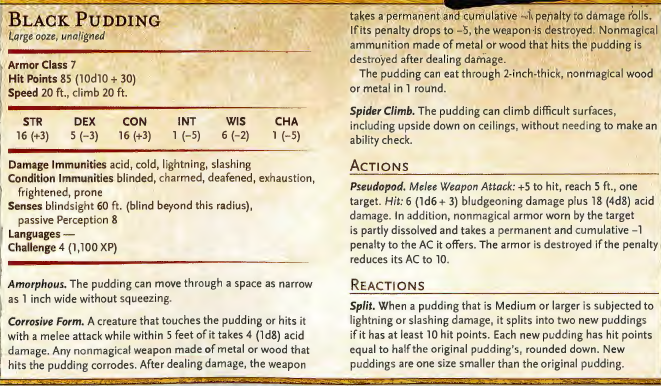 BLACK PUDDING
Large ooze, unaligned
Armor Class 7
Hit Points 85 (10d10 + 30)
Speed 20 ft., climb 20 ft.
STR DEX CON INT WIS CHA
16 (+3) 5 (−3) 16 (+3) 1 (−5) 6 (−2) 1 (−5)
Damage Immunities acid, cold, lightning, slashing
Condition Immunities blinded, charmed, deafened, exhaustion,
frightened, prone
Senses blindsight 60 ft. (blind beyond this radius),
passive Perception 8
Languages —
Challenge 4 (1,100 XP)
Amorphous. The pudding can move through a space as narrow
as 1 inch wide without squeezing.
Corrosive Form. A creature that touches the pudding or hits it
with a melee attack while within 5 feet of it takes 4 (1d8) acid
damage. Any nonmagical weapon made of metal or wood that
hits the pudding corrodes. After dealing damage, the weapon
takes a permanent and cumulative −1 penalty to damage rolls.
If its penalty drops to −5, the weapon is destroyed. Nonmagical
ammunition made of metal or wood that hits the pudding is
destroyed after dealing damage.
The pudding can eat through 2-inch-thick, nonmagical wood
or metal in 1 round.
Spider Climb. The pudding can climb difficult surfaces,
including upside down on ceilings, without needing to make an
ability check.
ACTIONS
Pseudopod. Melee Weapon Attack: +5 to hit, reach 5 ft., one
target. Hit: 6 (1d6 + 3) bludgeoning damage plus 18 (4d8) acid
damage. In addition, nonmagical armor worn by the target
is partly dissolved and takes a permanent and cumulative −1
penalty to the AC it offers. The armor is destroyed if the penalty
reduces its AC to 10.
REACTIONS
Split. When a pudding that is Medium or larger is subjected to
lightning or slashing damage, it splits into two new puddings
if it has at least 10 hit points. Each new pudding has hit points
equal to half the original pudding's, rounded down. New
puddings are one size smaller than the original pudding.